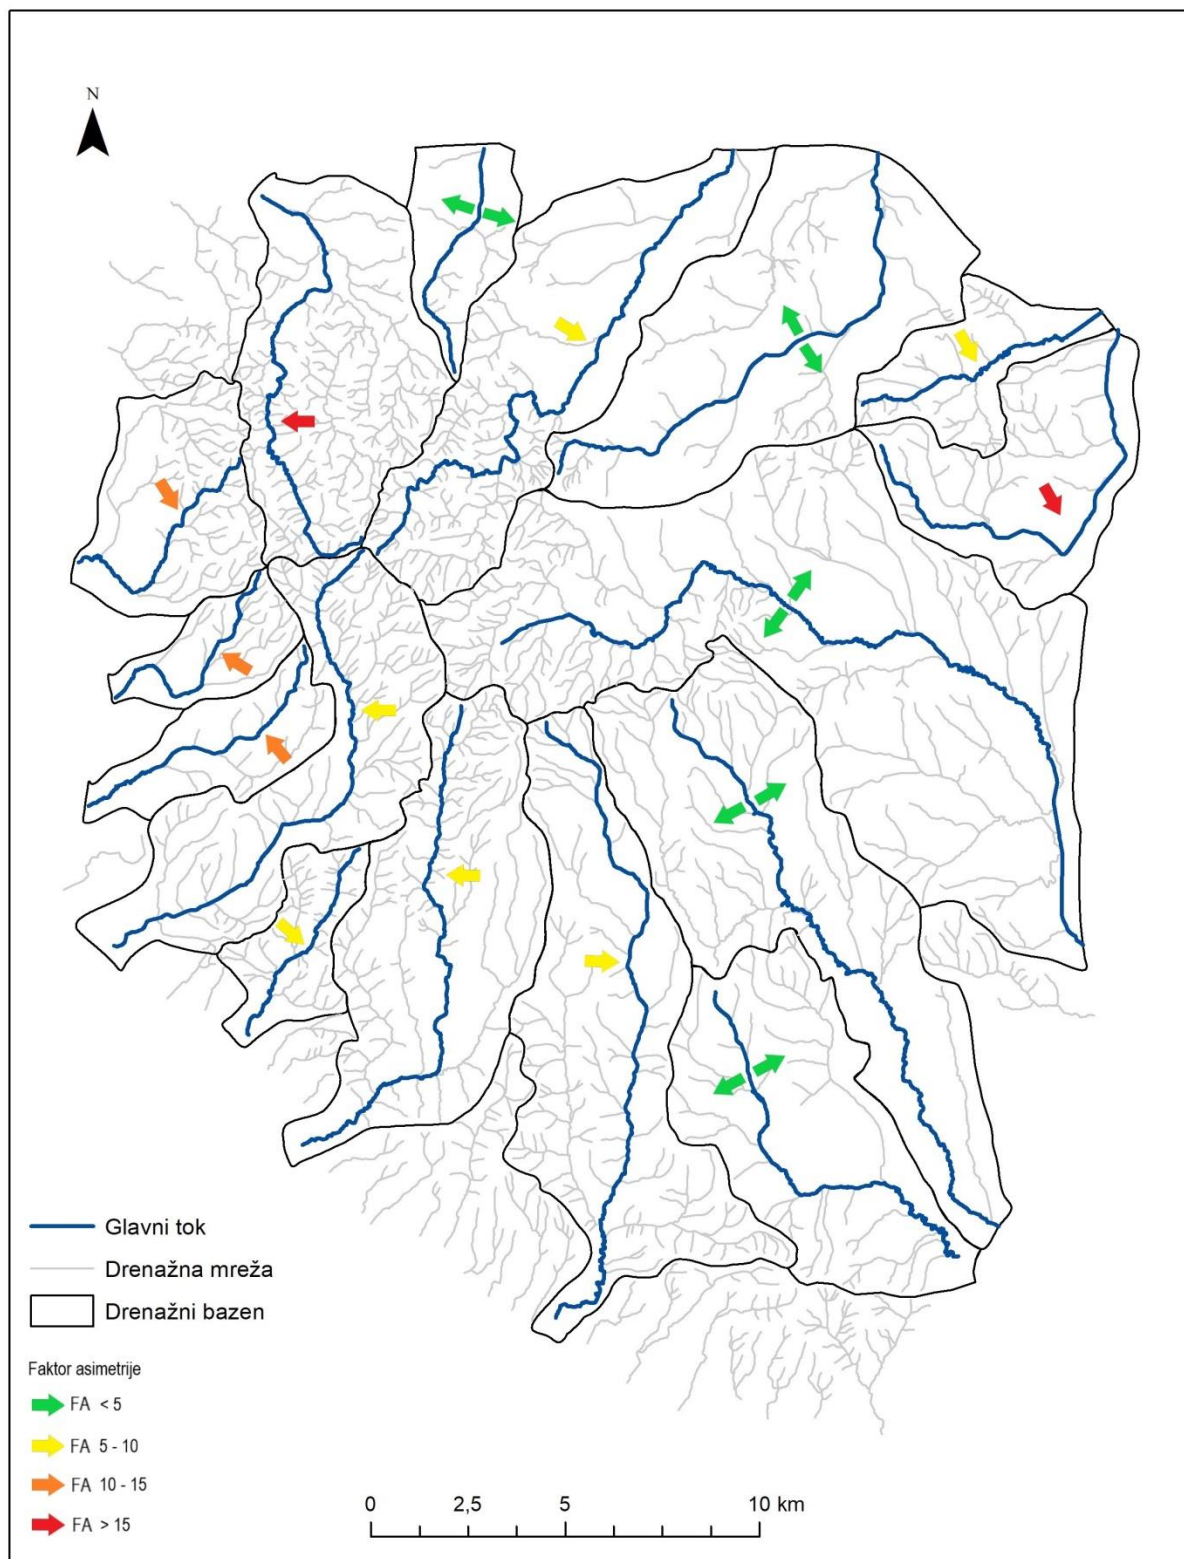 N
Glavni tok
Drenažna mreža
Drenažni bazen
Faktor asimetrije
FA < 5
FA 5 - 10
FA 10 - 15
FA > 15
0 2,5 5 10 km